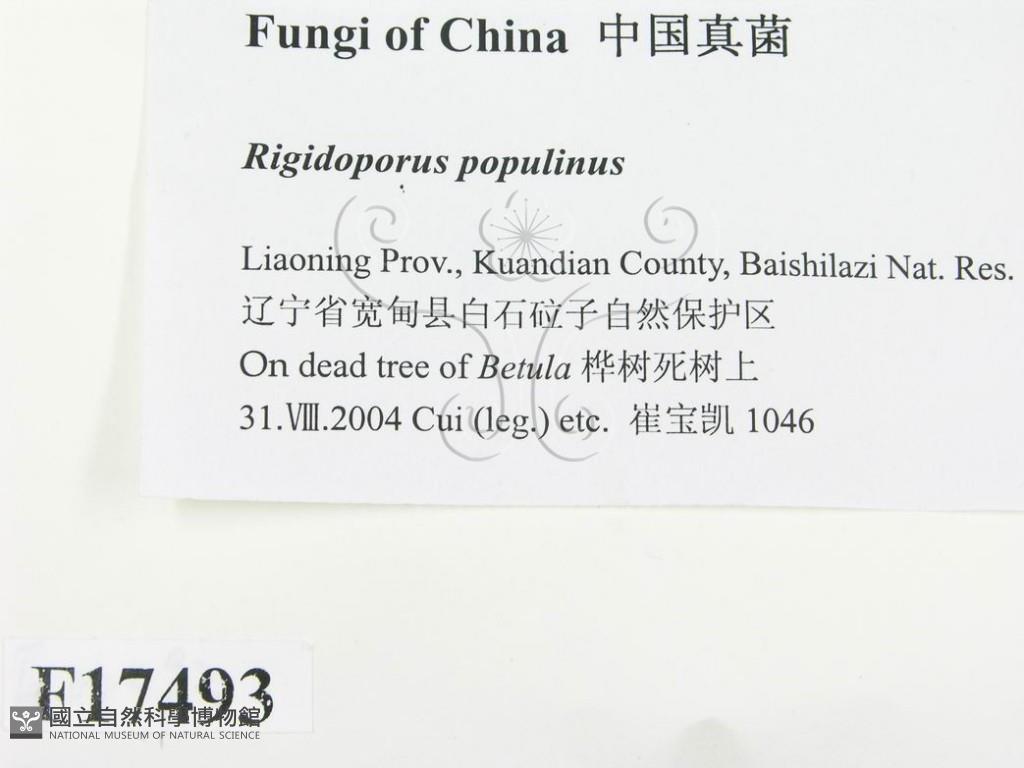 Fungi of China 中国真菌
Rigidoporus populinus
Liaoning Prov., Kuandian County, Baishilazi Nat. Res.
辽宁省宽甸县白石砬子自然保护区
On dead tree of Betula 桦树死树上
31.Ⅷ.2004 Cui (leg.) etc. 崔宝凯 1046
F17493
國立自然科學博物館
NATIONAL MUSEUM OF NATURAL SCIENCE